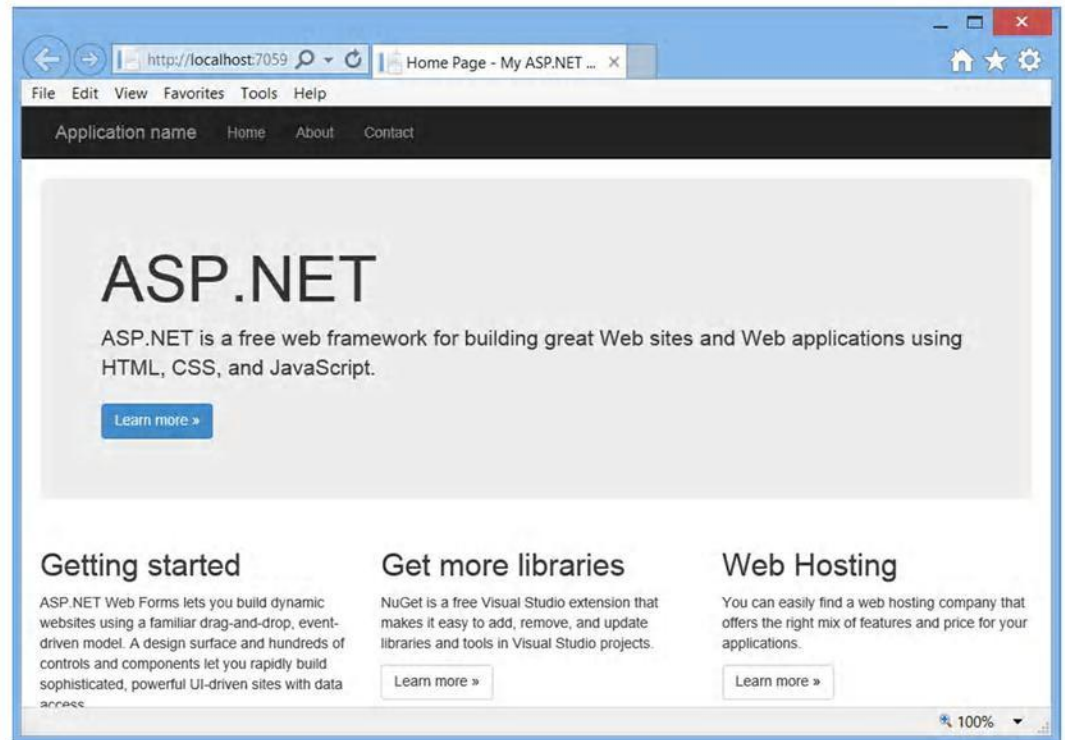 http://localhost:7059
Home Page - My ASP.NET ...
File Edit View Favorites Tools Help
Application name Home About Contact
ASP.NET
ASP.NET is a free web framework for building great Web sites and Web applications using
HTML, CSS, and JavaScript.
Learn more »
Getting started
ASP.NET Web Forms lets you build dynamic
websites using a familiar drag-and-drop, event-
driven model. A design surface and hundreds of
controls and components let you rapidly build
sophisticated, powerful UI-driven sites with data
access
Get more libraries
NuGet is a free Visual Studio extension that
makes it easy to add, remove, and update
libraries and tools in Visual Studio projects.
Learn more »
Web Hosting
You can easily find a web hosting company that
offers the right mix of features and price for your
applications.
Learn more »
100%